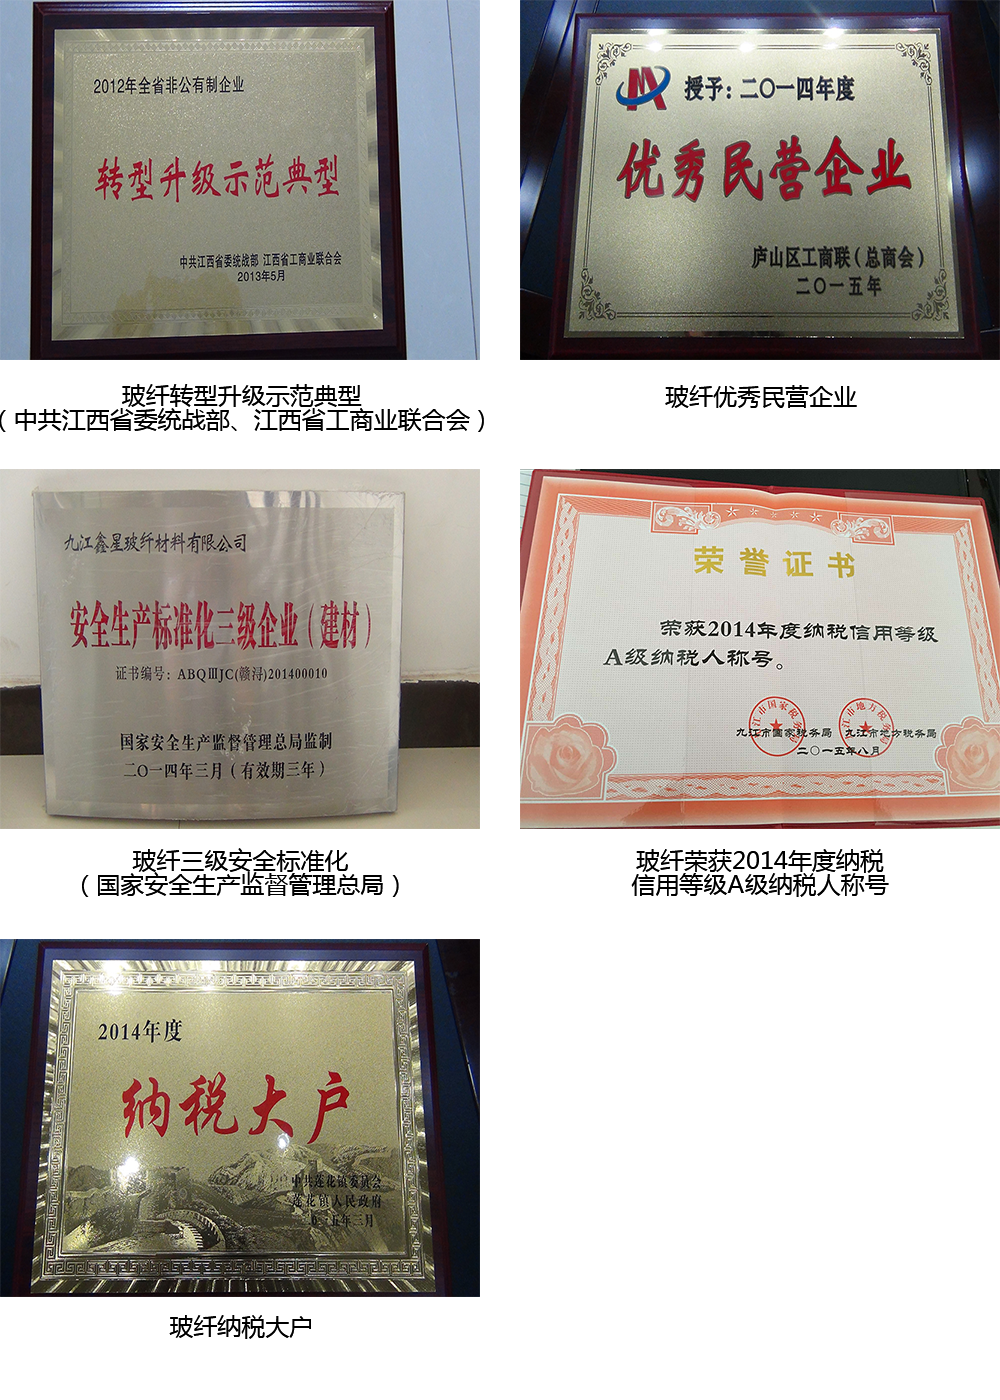 2012年全省非公有制企业
转型升级示范典型
中共江西省委统战部 江西省工商业联合会
2013年5月
玻纤转型升级示范典型
（中共江西省委统战部、江西省工商业联合会）
授予：二〇一四年度
优秀民营企业
庐山区工商联（总商会）
二〇一五年
玻纤优秀民营企业
九江鑫星玻纤材料有限公司
安全生产标准化三级企业（建材）
证书编号：ABQⅢJC(赣浔)201400010
国家安全生产监督管理总局监制
二〇一四年三月（有效期三年）
玻纤三级安全标准化
（国家安全生产监督管理总局）
荣誉证书
荣获2014年度纳税信用等级
A级纳税人称号。
九江市国家税务局 九江市地方税务局
二〇一五年八月
玻纤荣获2014年度纳税
信用等级A级纳税人称号
2014年度
纳税大户
中共莲花镇委员会
莲花镇人民政府
五年三月
玻纤纳税大户